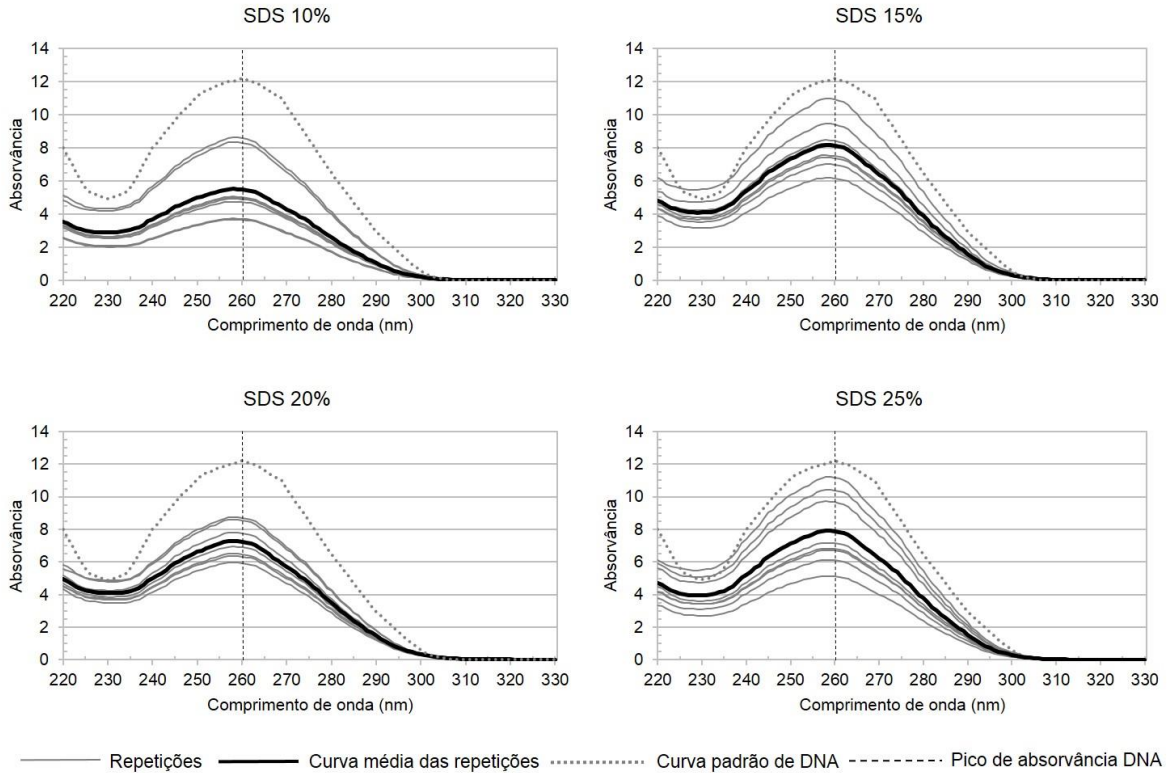 SDS 10%
14
12
10
8
6
4
2
0
Absorvância
220 230 240 250 260 270 280 290 300 310 320 330
Comprimento de onda (nm)
SDS 15%
14
12
10
8
6
4
2
0
Absorvância
220 230 240 250 260 270 280 290 300 310 320 330
Comprimento de onda (nm)
SDS 20%
14
12
10
8
6
4
2
0
Absorvância
220 230 240 250 260 270 280 290 300 310 320 330
Comprimento de onda (nm)
SDS 25%
14
12
10
8
6
4
2
0
Absorvância
220 230 240 250 260 270 280 290 300 310 320 330
Comprimento de onda (nm)
Repetições Curva média das repetições Curva padrão de DNA Pico de absorvância DNA